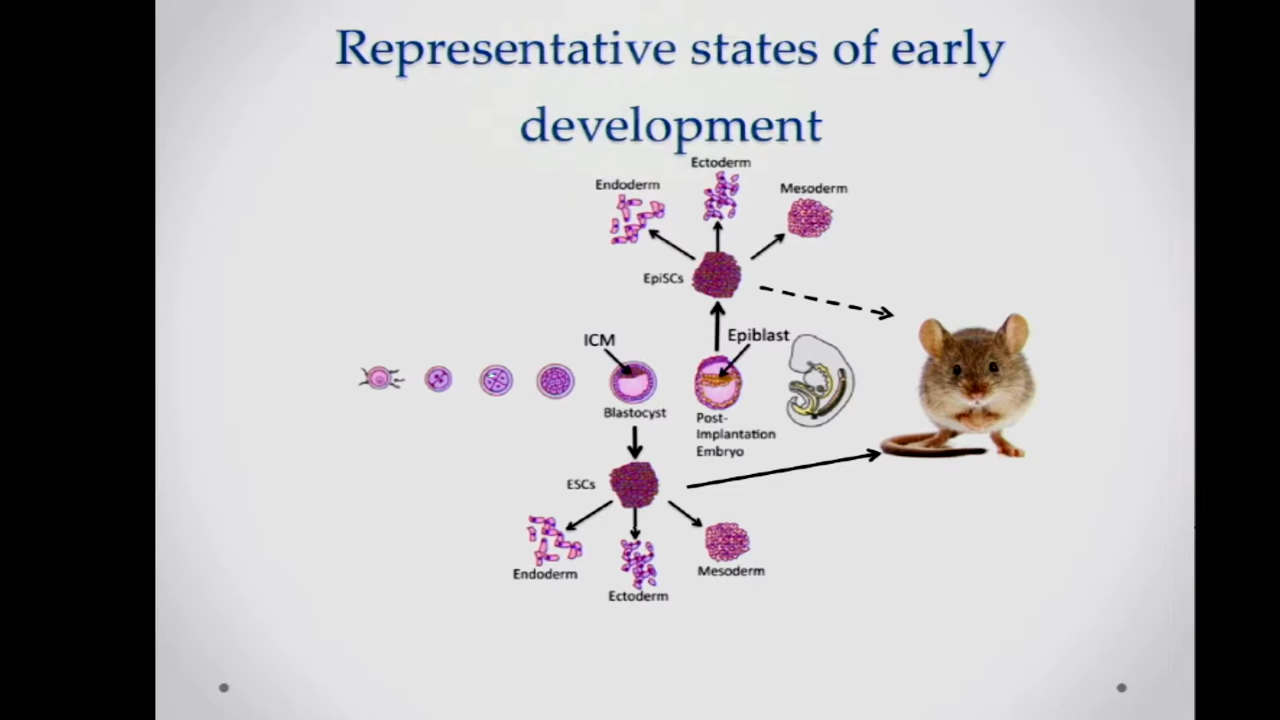 Representative states of early
development
Ectoderm
Endoderm
Mesoderm
EpiSCs
ICM
Epiblast
Blastocyst
Post-
Implantation
Embryo
ESCs
Endoderm
Ectoderm
Mesoderm